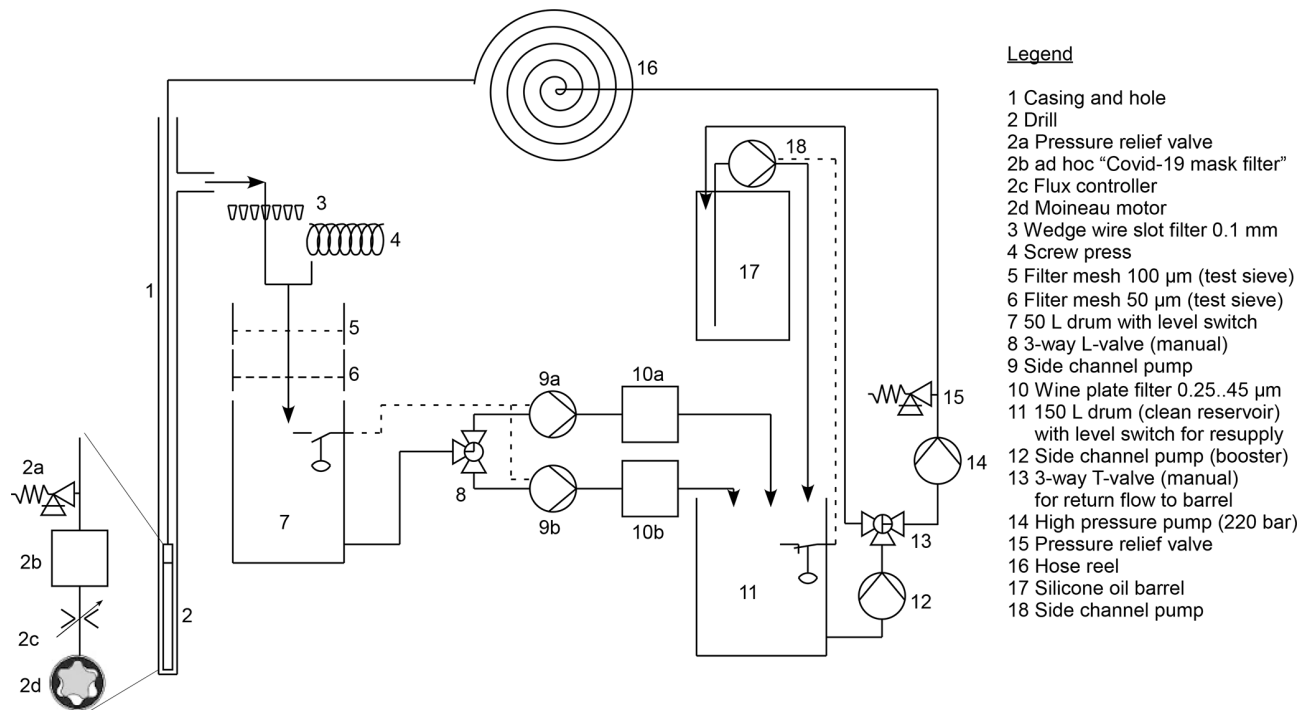 16
18
3
4
17
1
5
6
9a
10a
15
2a
8
14
7
9b
10b
13
2b
11
12
2
2c
2d
Legend
1 Casing and hole
2 Drill
2a Pressure relief valve
2b ad hoc “Covid-19 mask filter”
2c Flux controller
2d Moineau motor
3 Wedge wire slot filter 0.1 mm
4 Screw press
5 Filter mesh 100 µm (test sieve)
6 Fliter mesh 50 µm (test sieve)
7 50 L drum with level switch
8 3-way L-valve (manual)
9 Side channel pump
10 Wine plate filter 0.25..45 µm
11 150 L drum (clean reservoir)
with level switch for resupply
12 Side channel pump (booster)
13 3-way T-valve (manual)
for return flow to barrel
14 High pressure pump (220 bar)
15 Pressure relief valve
16 Hose reel
17 Silicone oil barrel
18 Side channel pump